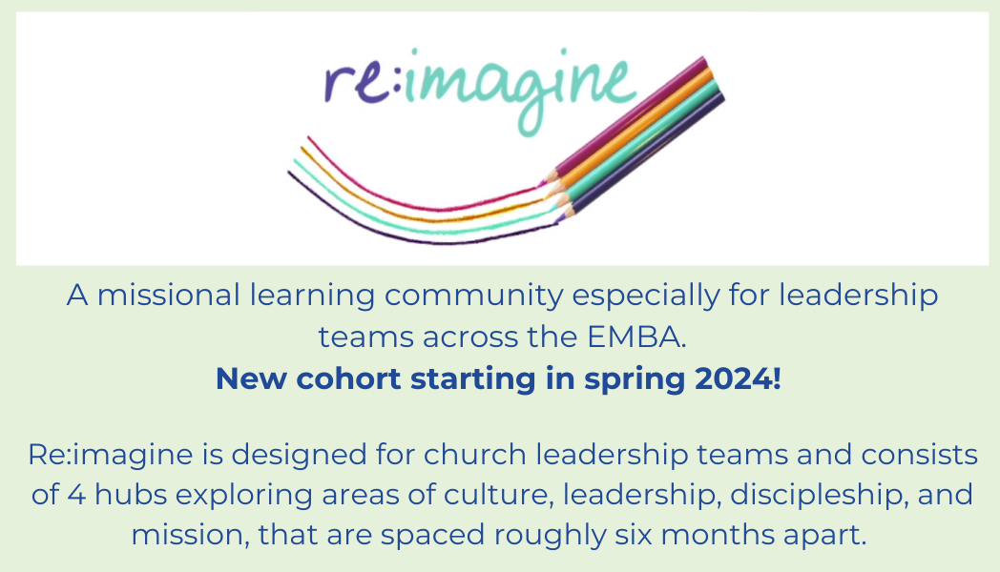 re:imagine
A missional learning community especially for leadership
teams across the EMBA.
New cohort starting in spring 2024!
Re:imagine is designed for church leadership teams and consists
of 4 hubs exploring areas of culture, leadership, discipleship, and
mission, that are spaced roughly six months apart.